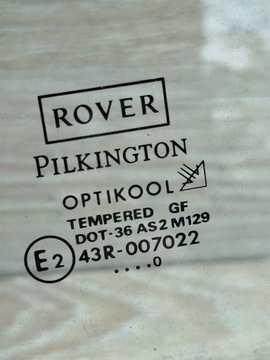 ROVER
PILKINGTON
OPTIKOOL
TEMPERED GF
DOT-36 AS2 M129
E2 43R-007022
....0